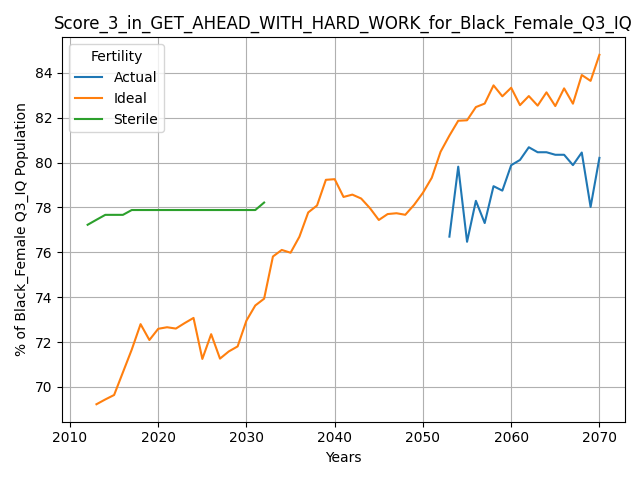 Score_3_in_GET_AHEAD_WITH_HARD_WORK_for_Black_Female_Q3_IQ
Fertility
Actual
Ideal
Sterile
% of Black_Female Q3_IQ Population
84
82
80
78
76
74
72
70
2010 2020 2030 2040 2050 2060 2070
Years